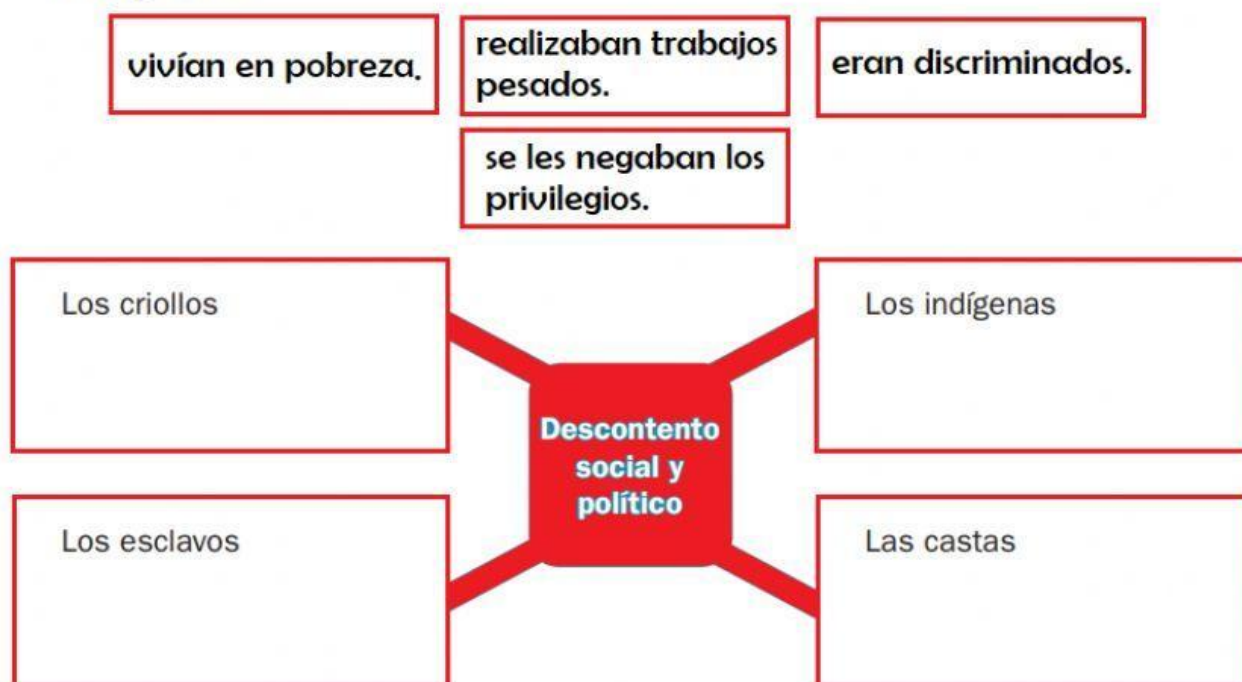 vivían en pobreza.
realizaban trabajos
pesados.
eran discriminados.
se les negaban los
privilegios.
Los criollos
Los indígenas
Descontento
social y
político
Los esclavos
Las castas